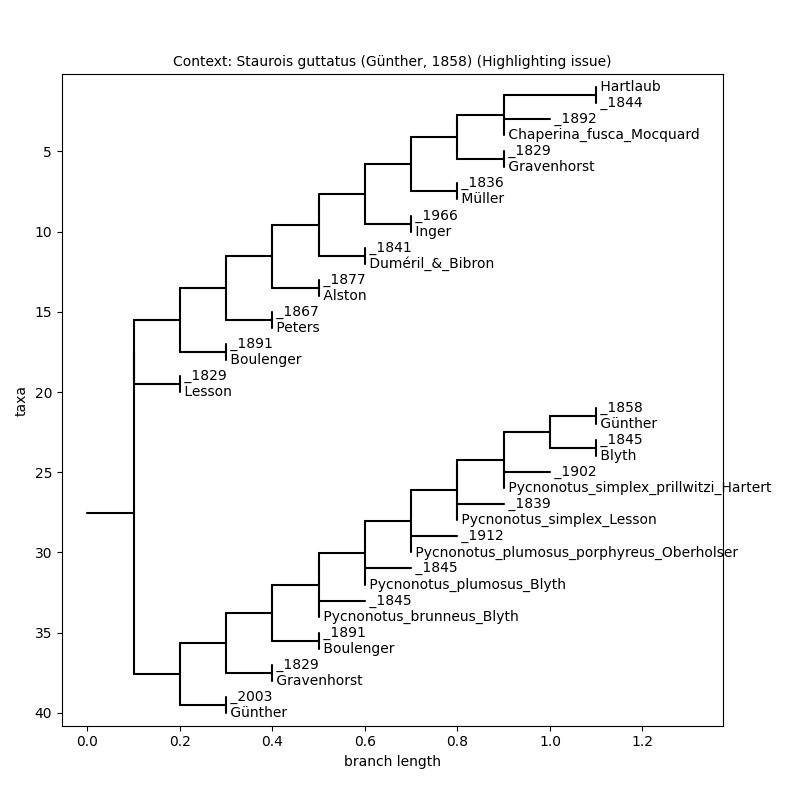 Context: Staurois guttatus (Günther, 1858) (Highlighting issue)
Hartlaub
_1844
_1892
Chaperina_fusca_Mocquard
_1829
Gravenhorst
_1836
Müller
_1966
Inger
_1841
Duméril_&_Bibron
_1877
Alston
_1867
Peters
_1891
Boulenger
_1829
Lesson
_1858
Günther
_1845
Blyth
_1902
Pycnonotus_simplex_prillwitzi_Hartert
_1839
Pycnonotus_simplex_Lesson
_1912
Pycnonotus_plumosus_porphyreus_Oberholser
_1845
Pycnonotus_plumosus_Blyth
_1845
Pycnonotus_brunneus_Blyth
_1891
Boulenger
_1829
Gravenhorst
_2003
Günther
5
10
15
20
25
30
35
40
taxa
0.0 0.2 0.4 0.6 0.8 1.0 1.2
branch length